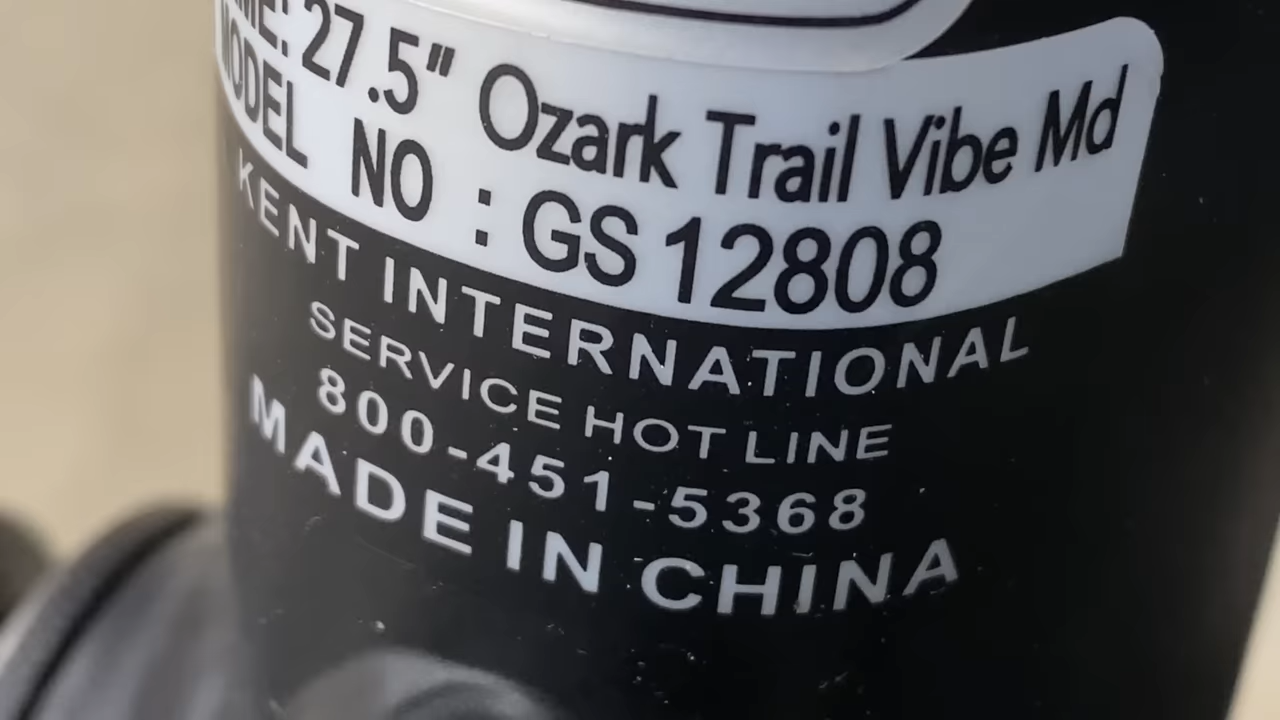 27.5" Ozark Trail Vibe Md
MODEL NO : GS12808
KENT INTERNATIONAL
SERVICE HOT LINE
800-451-5368
MADE IN CHINA